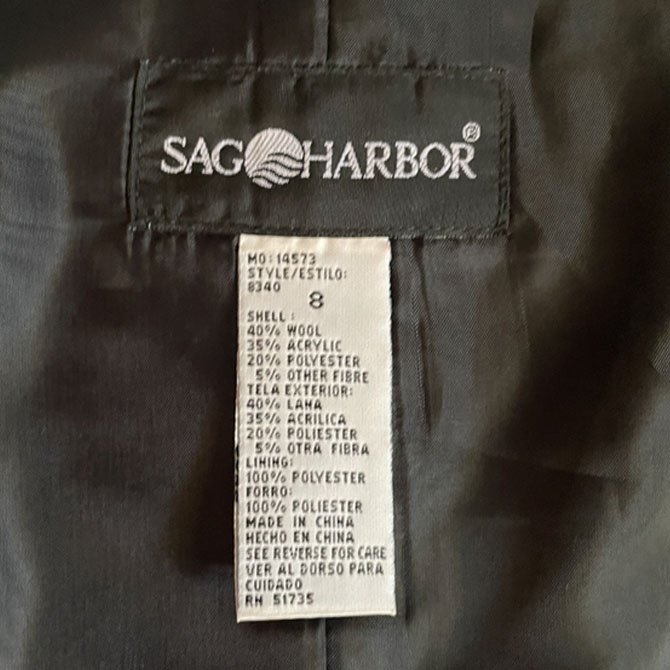 SAG HARBOR®
MO: 14573
STYLE/ESTILO:
8340
8
SHELL:
40% WOOL
35% ACRYLIC
20% POLYESTER
5% OTHER FIBRE
TELA EXTERIOR:
40% LANA
35% ACRILICA
20% POLIESTER
5% OTRA FIBRA
LINING:
100% POLYESTER
FORRO:
100% POLIESTER
MADE IN CHINA
HECHO EN CHINA
SEE REVERSE FOR CARE
VER AL DORSO PARA
CUIDADO
RN 51735